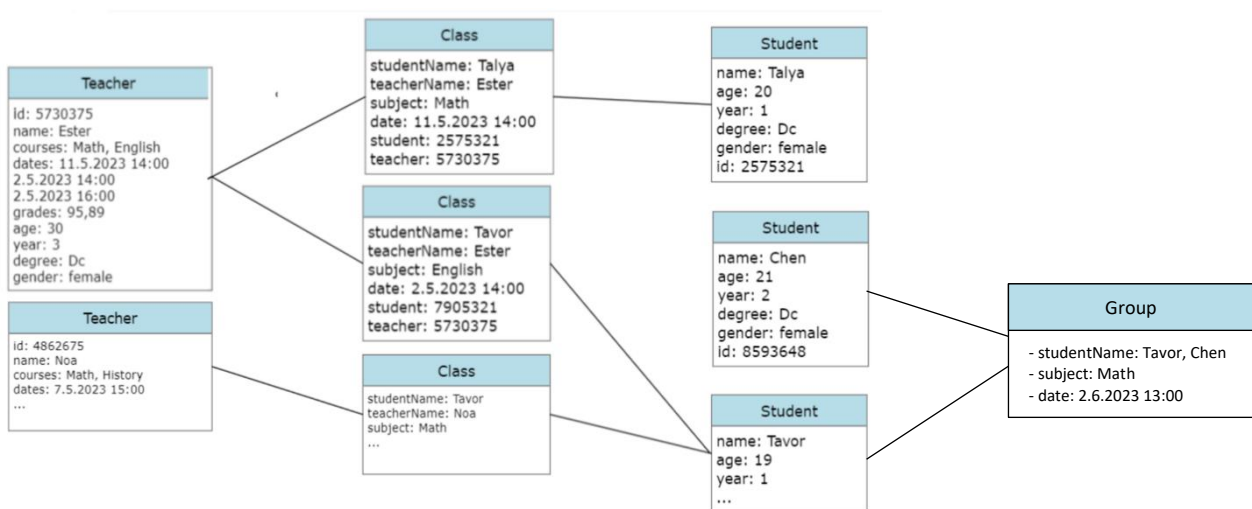 Teacher
id: 5730375
name: Ester
courses: Math, English
dates: 11.5.2023 14:00
2.5.2023 14:00
2.5.2023 16:00
grades: 95,89
age: 30
year: 3
degree: Dc
gender: female
Teacher
id: 4862675
name: Noa
courses: Math, History
dates: 7.5.2023 15:00
...
Class
studentName: Talya
teacherName: Ester
subject: Math
date: 11.5.2023 14:00
student: 2575321
teacher: 5730375
Class
studentName: Tavor
teacherName: Ester
subject: English
date: 2.5.2023 14:00
student: 7905321
teacher: 5730375
Class
studentName: Tavor
teacherName: Noa
subject: Math
...
Student
name: Talya
age: 20
year: 1
degree: Dc
gender: female
id: 2575321
Student
name: Chen
age: 21
year: 2
degree: Dc
gender: female
id: 8593648
Student
name: Tavor
age: 19
year: 1
...
Group
- studentName: Tavor, Chen
- subject: Math
- date: 2.6.2023 13:00